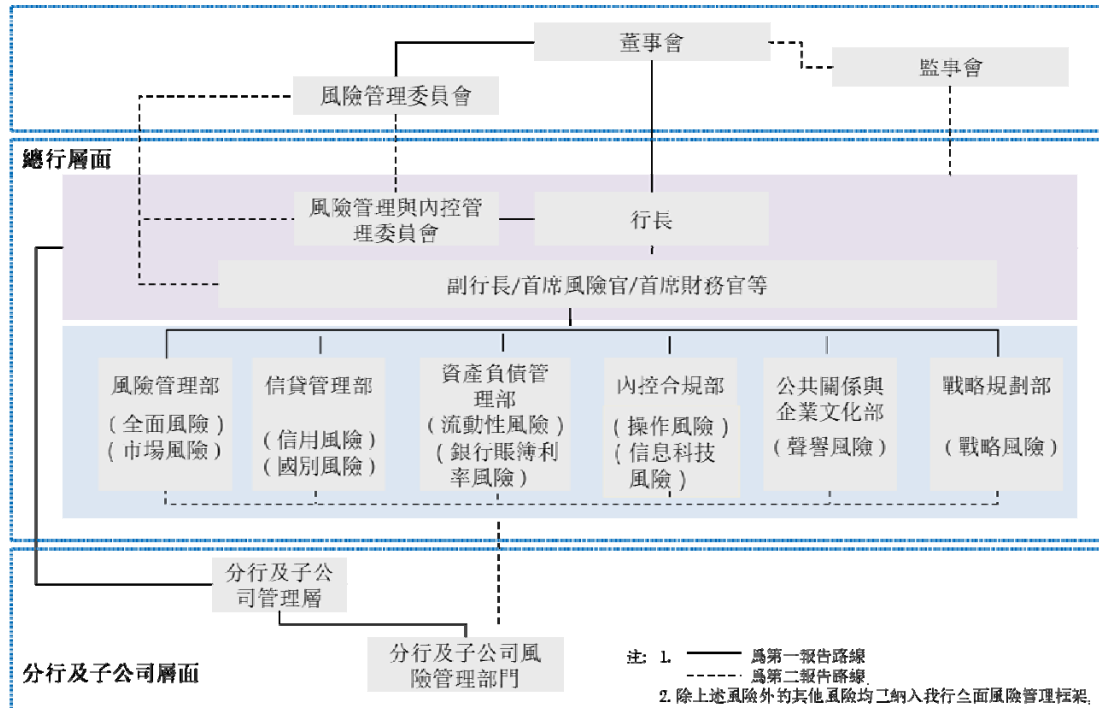 董事會
監事會
風險管理委員會
總行層面
風險管理與內控管
理委員會
行長
副行長/首席風險官/首席財務官等
風險管理部
(全面風險)
(市場風險)
信貸管理部
(信用風險)
(國別風險)
資產負債管
理部
(流動性風險)
(銀行賬簿利
率風險)
內控合規部
(操作風險)
(信息科技
風險)
公共關係與
企業文化部
(聲譽風險)
戰略規劃部
(戰略風險)
分行及子公
司管理層
分行及子公司風
險管理部門
分行及子公司層面
注: 1. 爲第一報告路線
爲第二報告路線
2. 除上述風險外的其他風險均已納入我行全面風險管理框架.